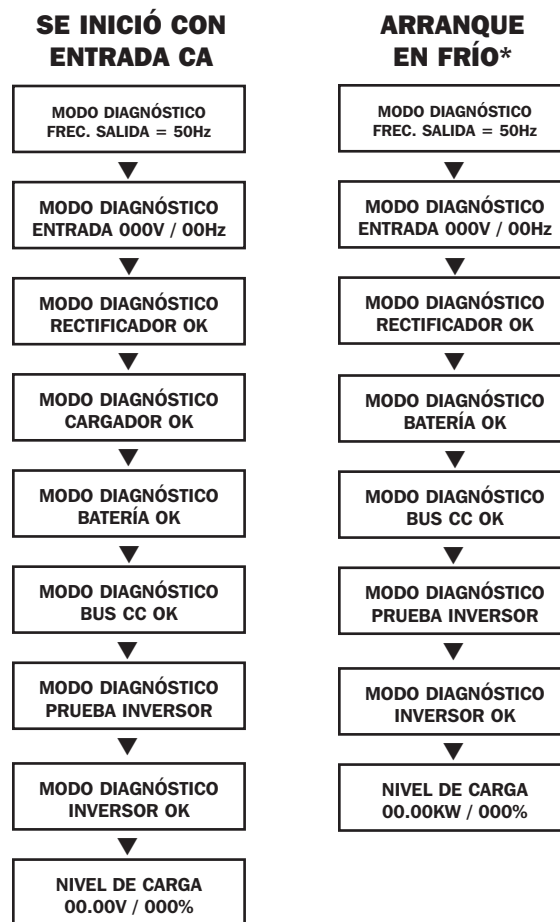 SE INICIÓ CON
ENTRADA CA
MODO DIAGNÓSTICO
FREC. SALIDA = 50Hz
MODO DIAGNÓSTICO
ENTRADA 000V / 00Hz
MODO DIAGNÓSTICO
RECTIFICADOR OK
MODO DIAGNÓSTICO
CARGADOR OK
MODO DIAGNÓSTICO
BATERÍA OK
MODO DIAGNÓSTICO
BUS CC OK
MODO DIAGNÓSTICO
PRUEBA INVERSOR
MODO DIAGNÓSTICO
INVERSOR OK
NIVEL DE CARGA
00.00V / 000%
ARRANQUE
EN FRÍO*
MODO DIAGNÓSTICO
FREC. SALIDA = 50Hz
MODO DIAGNÓSTICO
ENTRADA 000V / 00Hz
MODO DIAGNÓSTICO
RECTIFICADOR OK
MODO DIAGNÓSTICO
BATERÍA OK
MODO DIAGNÓSTICO
BUS CC OK
MODO DIAGNÓSTICO
PRUEBA INVERSOR
MODO DIAGNÓSTICO
INVERSOR OK
NIVEL DE CARGA
00.00KW / 000%